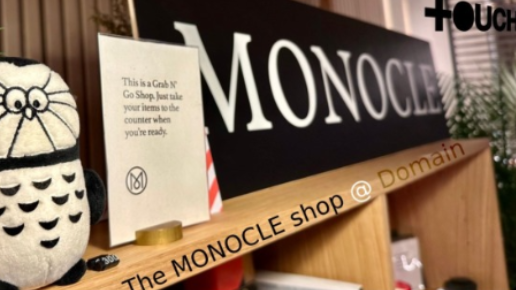 +OUCH
MONOCLE
This is a Grab N'
Go Shop. Just take
your items to the
counter when
you're ready.
The MONOCLE shop @ Domain